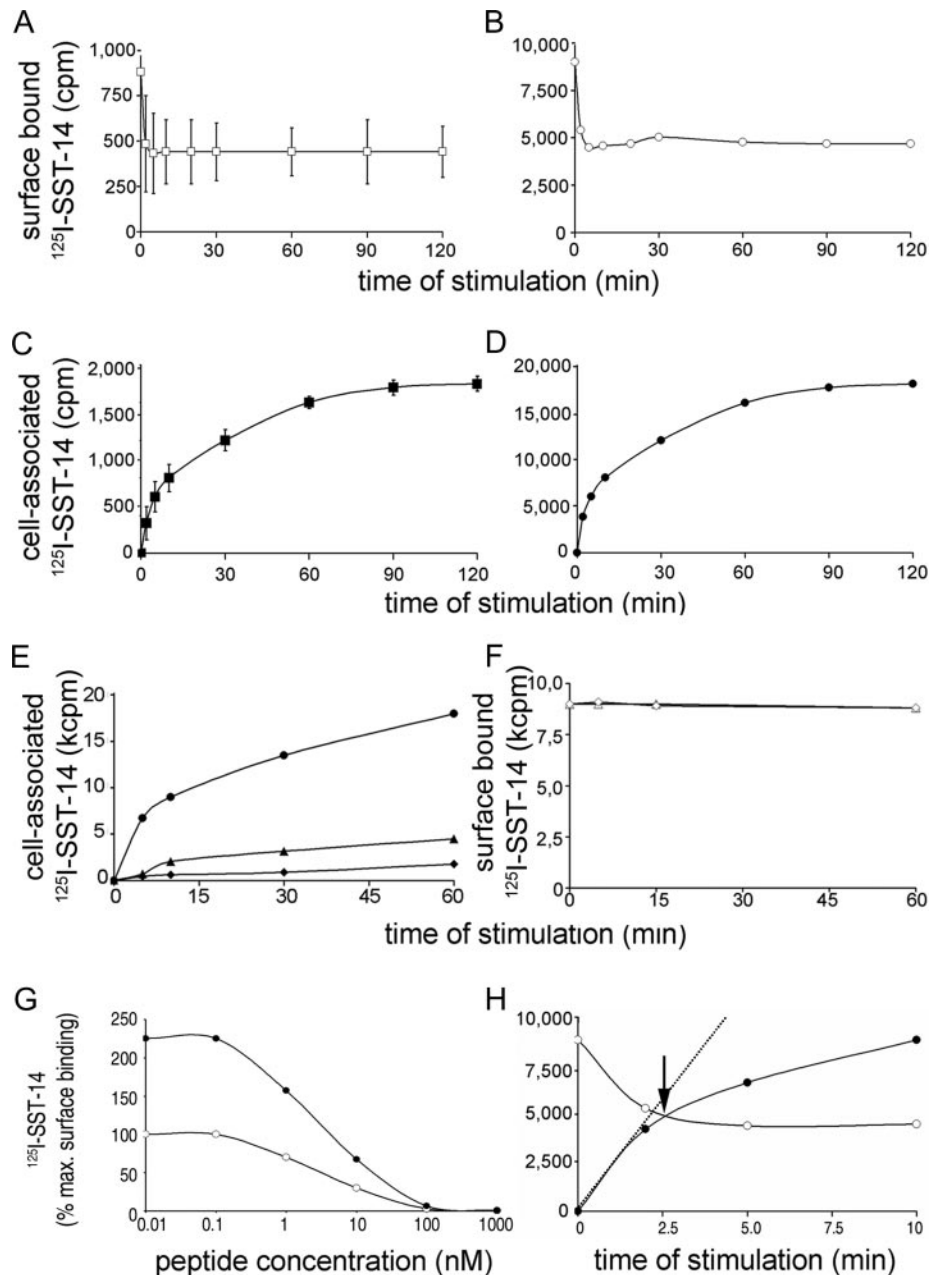 A
B
surface bound
¹²⁵I-SST-14 (cpm)
1,000
750
500
250
0
0 30 60 90 120
10,000
7,500
5,000
2,500
0
0 30 60 90 120
time of stimulation (min)
C
D
cell-associated
¹²⁵I-SST-14 (cpm)
2,000
1,500
1,000
500
0
0 30 60 90 120
20,000
15,000
10,000
5,000
0
0 30 60 90 120
time of stimulation (min)
E
F
cell-associated
¹²⁵I-SST-14 (kcpm)
20
15
10
5
0
0 15 30 45 60
surface bound
¹²⁵I-SST-14 (kcpm)
10,0
7,5
5,0
2,5
0
0 15 30 45 60
time of stimulation (min)
G
H
¹²⁵I-SST-14
(% max. surface binding)
250
200
150
100
50
0
0.01 0.1 1 10 100 1000
peptide concentration (nM)
10,000
7,500
5,000
2,500
0
0 2.5 5.0 7.5 10
time of stimulation (min)